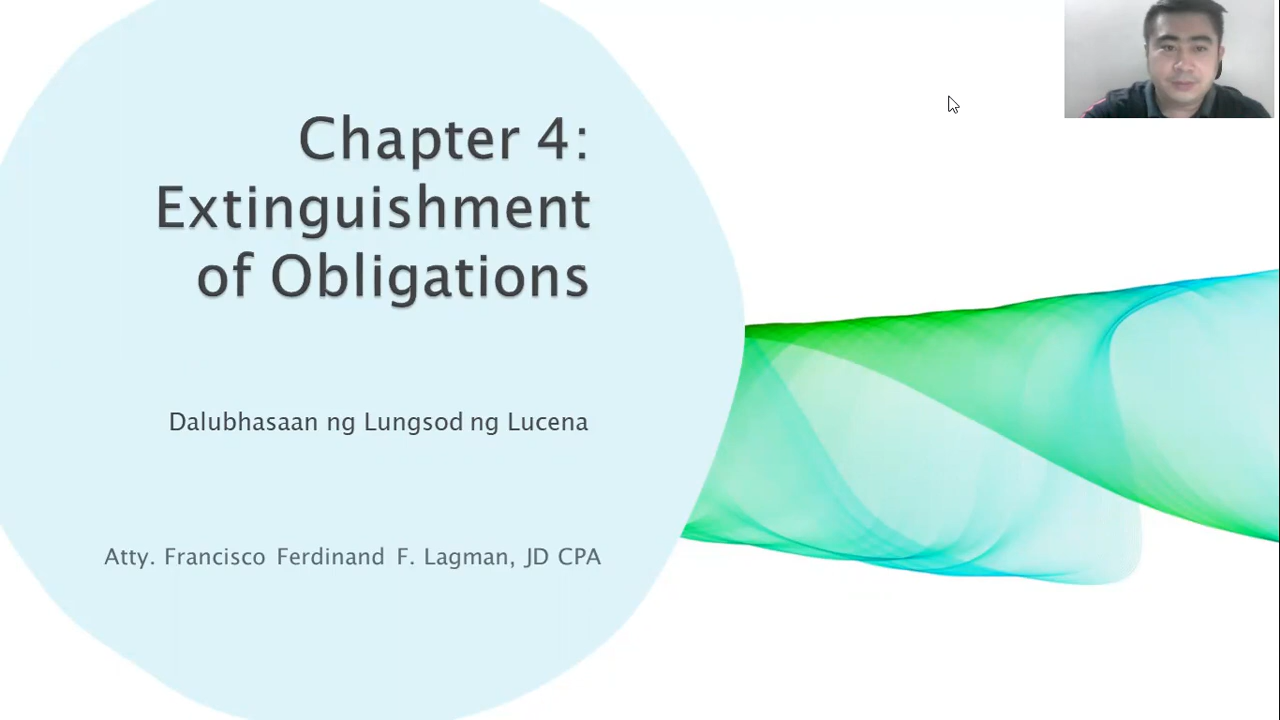 Chapter 4:
Extinguishment
of Obligations
Dalubhasaan ng Lungsod ng Lucena
Atty. Francisco Ferdinand F. Lagman, JD CPA